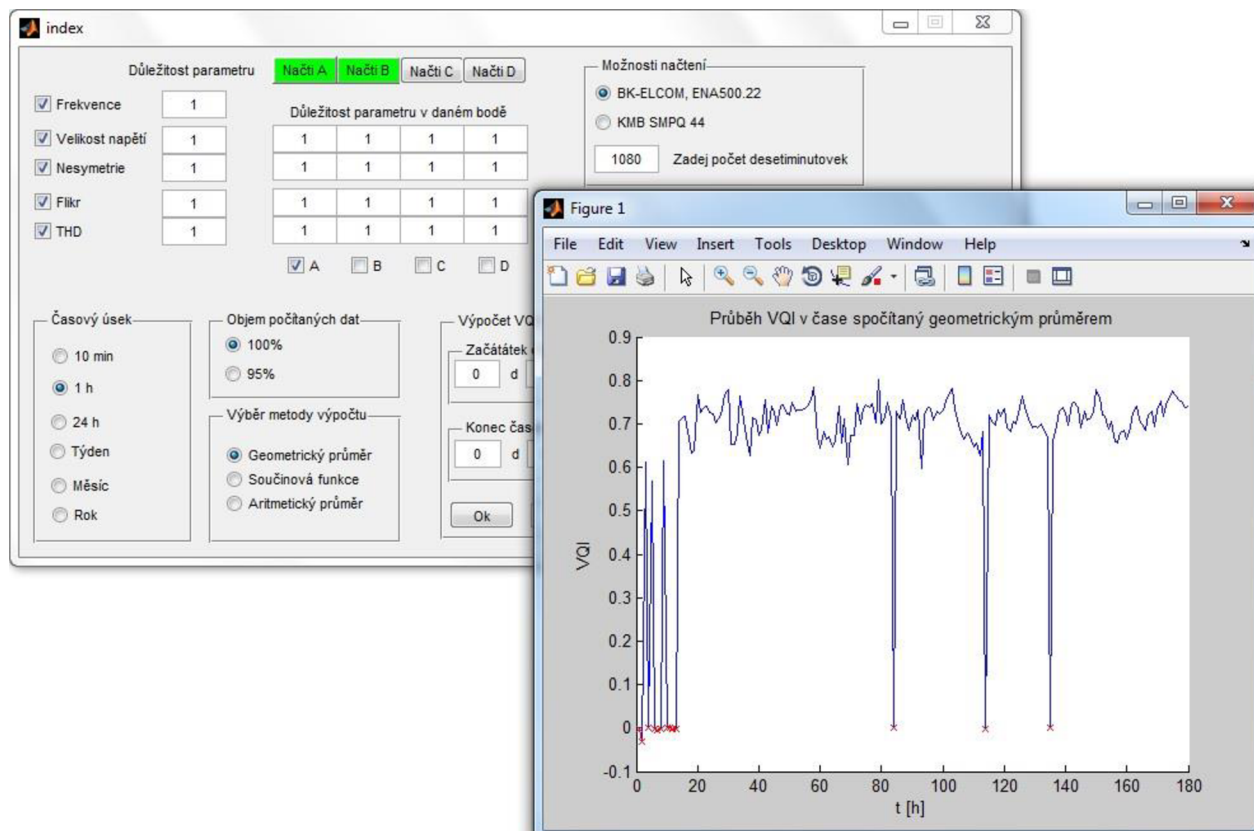 index
Důležitost parametru Načti A Načti B Načti C Načti D
Frekvence 1
Velikost napětí 1
Nesymetrie 1
Flikr 1
THD 1
Důležitost parametru v daném bodě
1 1 1 1
1 1 1 1
1 1 1 1
1 1 1 1
A B C D
Možnosti načtení
BK-ELCOM, ENA500.22
KMB SMPQ 44
1080 Zadej počet desetiminutovek
Časový úsek
10 min
1 h
24 h
Týden
Měsíc
Rok
Objem počítaných dat
100%
95%
Výběr metody výpočtu
Geometrický průměr
Součinová funkce
Aritmetický průměr
Výpočet VQ
Začátátek
0 d
Konec čas
0 d
Ok
Figure 1
File Edit View Insert Tools Desktop Window Help
Průběh VQI v čase spočítaný geometrickým průměrem
0.9
0.8
0.7
0.6
0.5
0.4
0.3
0.2
0.1
0
-0.1
VQI
0 20 40 60 80 100 120 140 160 180
t [h]